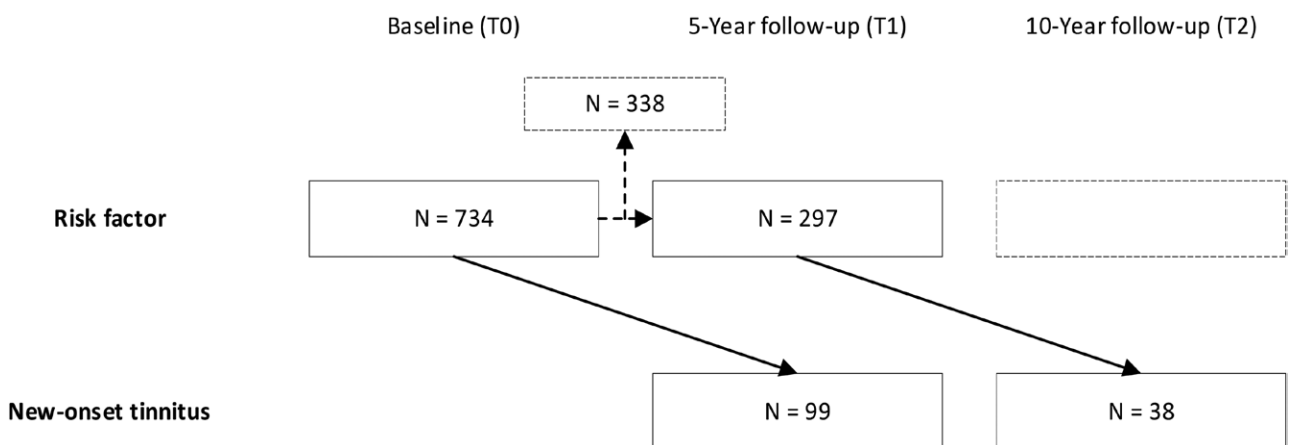 Baseline (T0) 5-Year follow-up (T1) 10-Year follow-up (T2)
N = 338
Risk factor N = 734 N = 297
New-onset tinnitus N = 99 N = 38